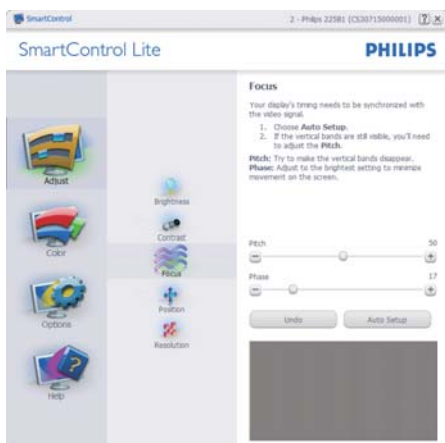 SmartControl
2 - Philips 225B1 (CS30715000001)
SmartControl Lite
PHILIPS
Adjust
Color
Options
Help
Brightness
Contrast
Focus
Position
Resolution
Focus
Your display's timing needs to be synchronized with
the video signal.
1. Choose Auto Setup.
2. If the vertical bands are still visible, you'll need
to adjust the Pitch.
Pitch: Try to make the vertical bands disappear.
Phase: Adjust to the brightest setting to minimize
movement on the screen.
Pitch 50
Phase 17
Undo Auto Setup